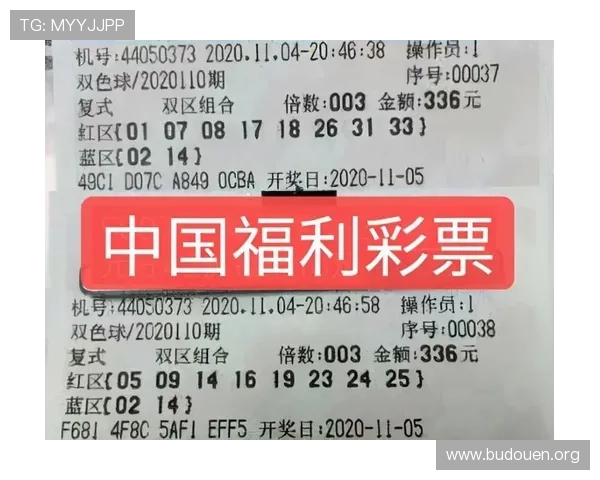 TG: MYYJJPP
机号:44050373 2020.11.04-20:46:38 操作员:1
双色球/2020110期 序号:00037
复式 双区组合 倍数:003 金额:336元
红区{01 07 08 17 18 26 31 33}
蓝区{02 14}
49C1 D07C A849 0CBA 开奖日:2020-11-05
中国福利彩票
机号:44050373 2020.11.04-20:46:58 操作员:1
双色球/2020110期 序号:00038
复式 双区组合 倍数:003 金额:336元
红区{05 09 14 16 19 23 24 25}
蓝区{02 14}
F681 4F8C 5AF1 EFF5 开奖日:2020-11-05
www.budouen.org